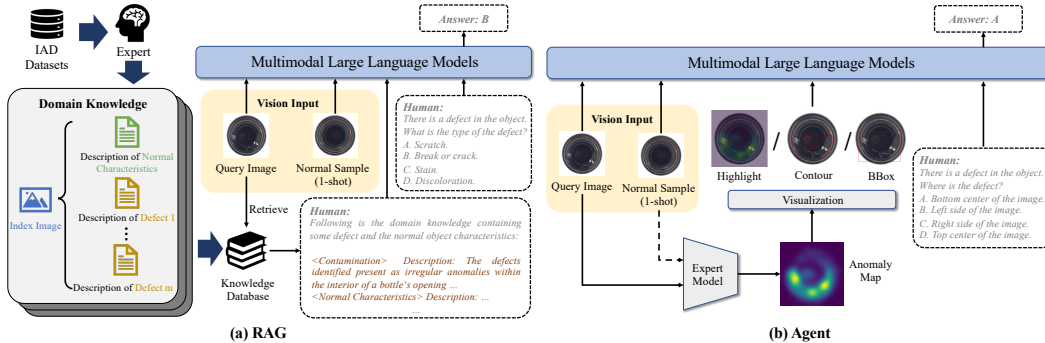 IAD
Datasets
Expert
Domain Knowledge
Index Image
Description of Normal
Characteristics
Description of Defect 1
Description of Defect m
Answer: B
Multimodal Large Language Models
Vision Input
Query Image
Normal Sample
(1-shot)
Human:
There is a defect in the object.
What is the type of the defect?
A. Scratch.
B. Break or crack.
C. Stain.
D. Discoloration.
Retrieve
Knowledge
Database
Human:
Following is the domain knowledge containing
some defect and the normal object characteristics:
<Contamination> Description: The defects
identified present as irregular anomalies within
the interior of a bottle's opening ...
<Normal Characteristics> Description: ...
...
(a) RAG
Answer: A
Multimodal Large Language Models
Vision Input
Query Image
Normal Sample
(1-shot)
Highlight
/
Contour
/
BBox
Visualization
Expert
Model
Anomaly
Map
Human:
There is a defect in the object.
Where is the defect?
A. Bottom center of the image.
B. Left side of the image.
C. Right side of the image.
D. Top center of the image.
(b) Agent